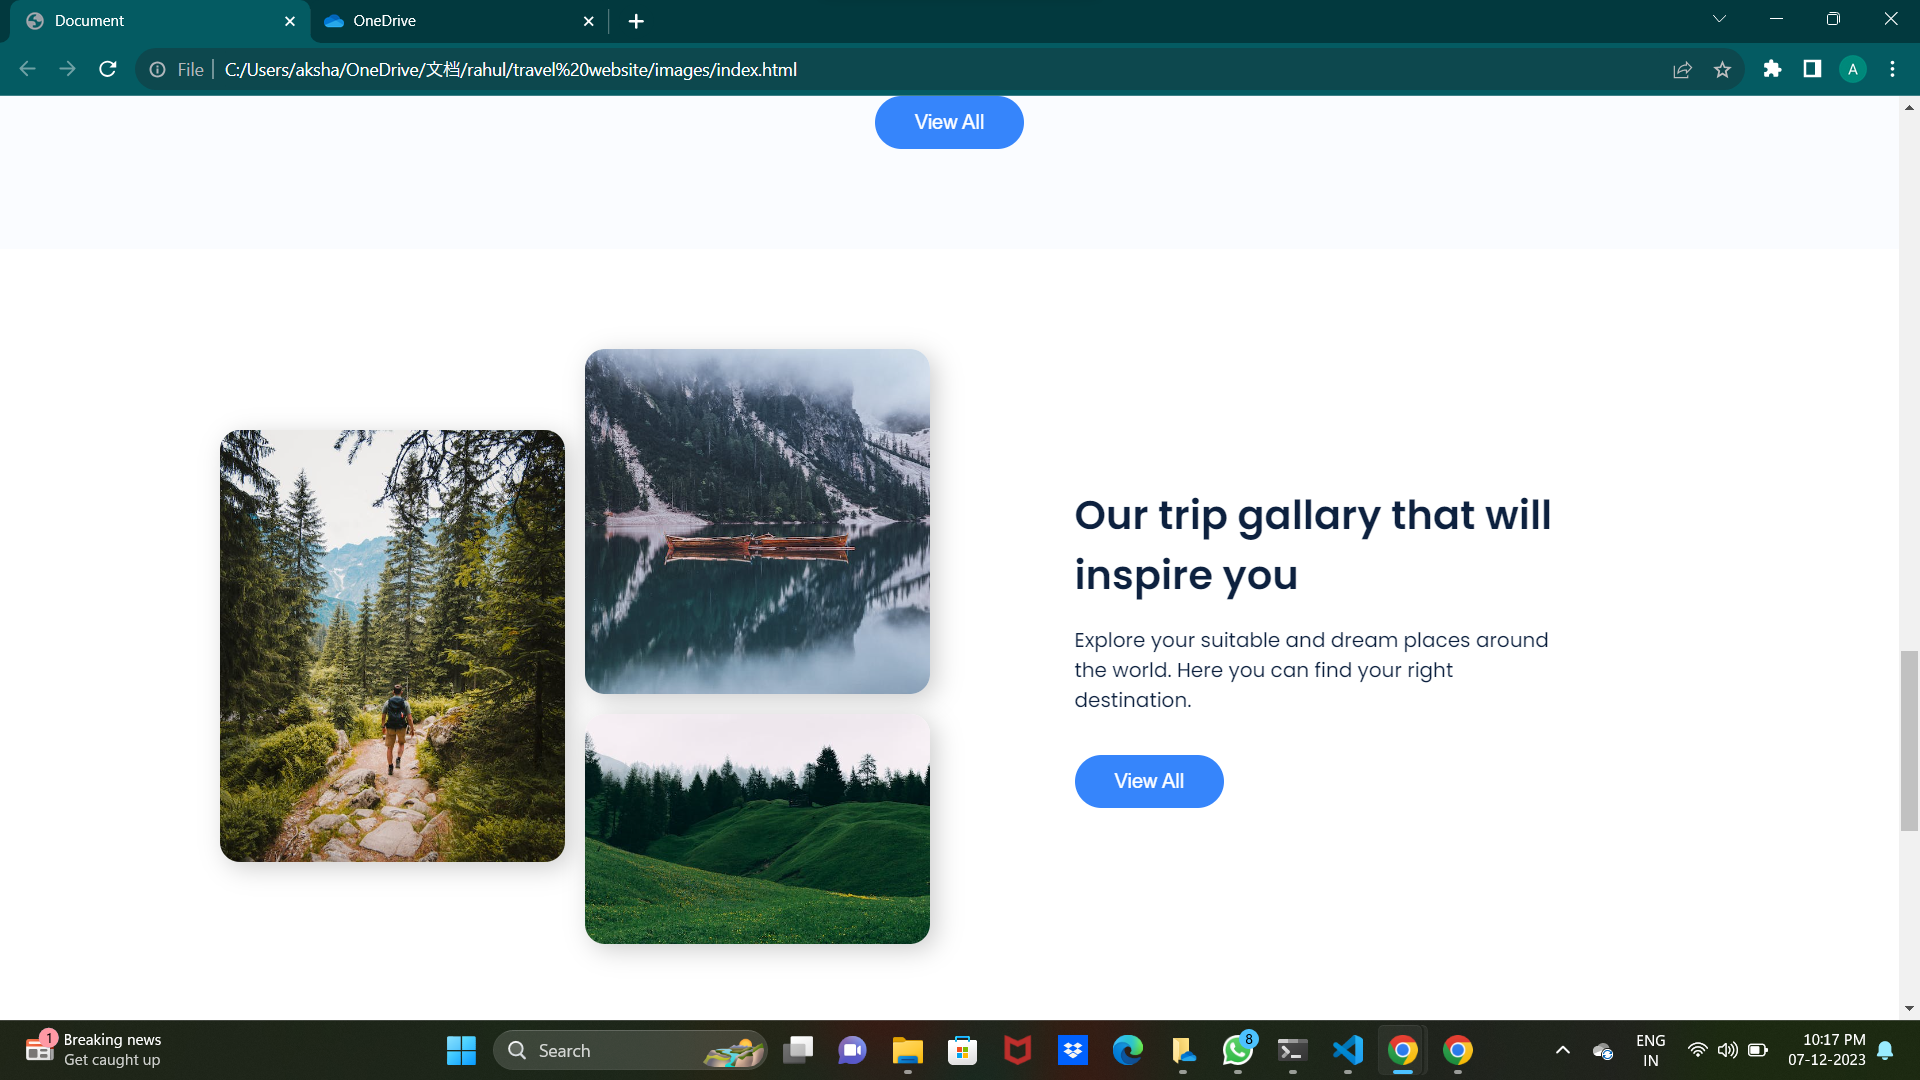 Document
OneDrive
File
C:/Users/aksha/OneDrive/文档/rahul/travel%20website/images/index.html
A
View All
Our trip gallary that will
inspire you
Explore your suitable and dream places around
the world. Here you can find your right
destination.
View All
1
Breaking news
Get caught up
Search
8
ENG
IN
10:17 PM
07-12-2023